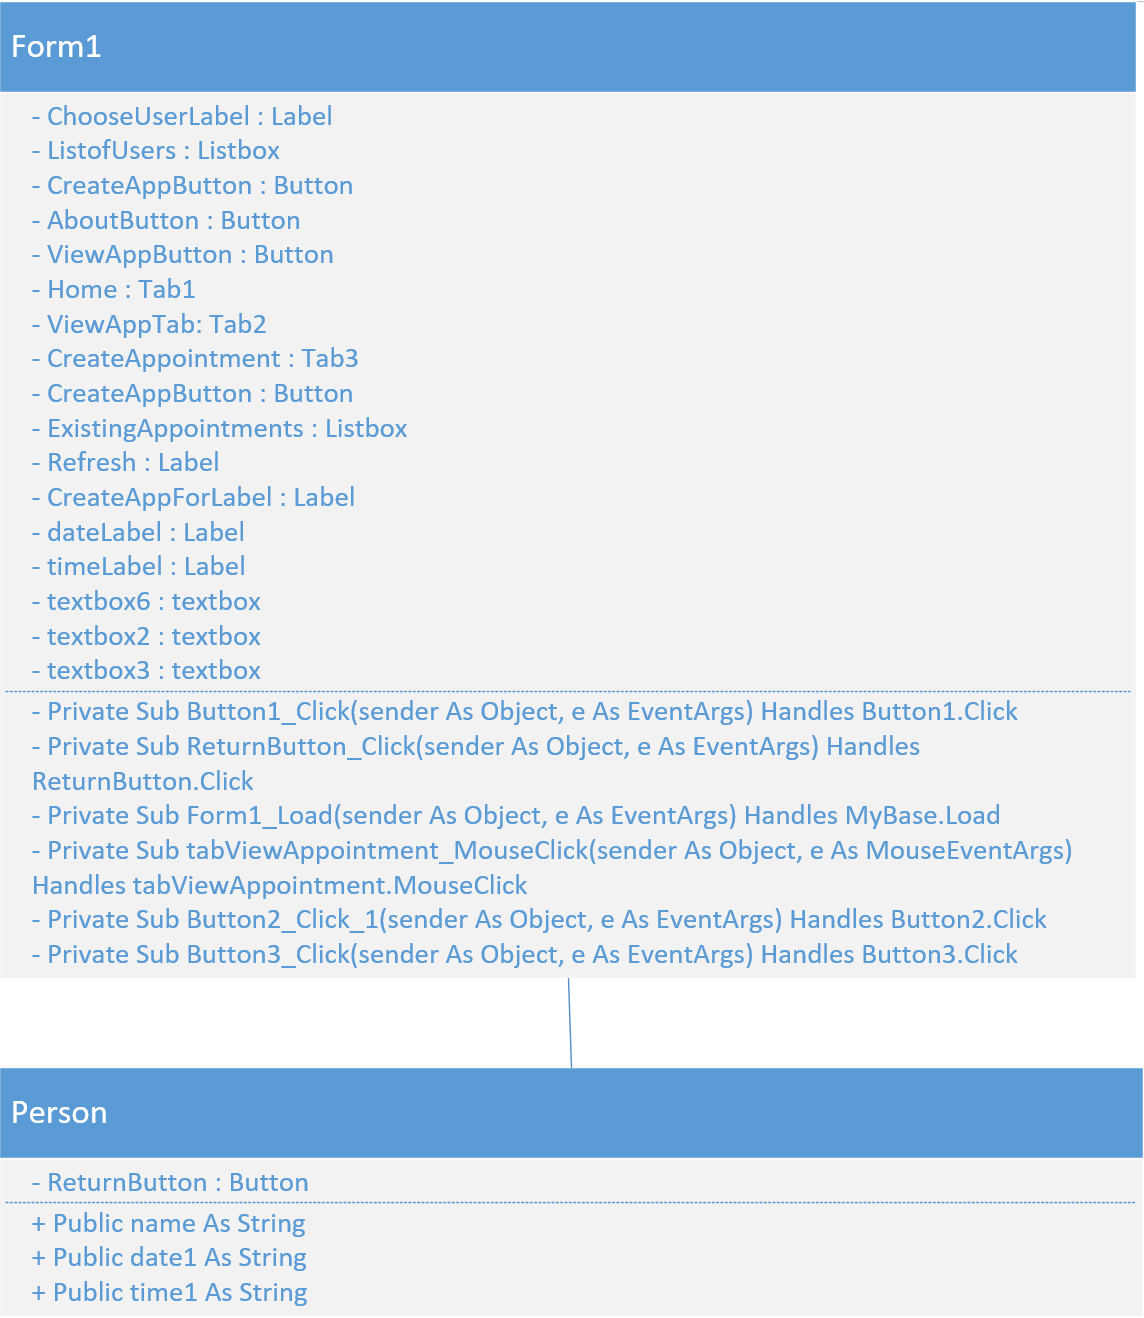 Form1
- ChooseUserLabel : Label
- ListofUsers : Listbox
- CreateAppButton : Button
- AboutButton : Button
- ViewAppButton : Button
- Home : Tab1
- ViewAppTab: Tab2
- CreateAppointment : Tab3
- CreateAppButton : Button
- ExistingAppointments : Listbox
- Refresh : Label
- CreateAppForLabel : Label
- dateLabel : Label
- timeLabel : Label
- textbox6 : textbox
- textbox2 : textbox
- textbox3 : textbox
- Private Sub Button1_Click(sender As Object, e As EventArgs) Handles Button1.Click
- Private Sub ReturnButton_Click(sender As Object, e As EventArgs) Handles
ReturnButton.Click
- Private Sub Form1_Load(sender As Object, e As EventArgs) Handles MyBase.Load
- Private Sub tabViewAppointment_MouseClick(sender As Object, e As MouseEventArgs)
Handles tabViewAppointment.MouseClick
- Private Sub Button2_Click_1(sender As Object, e As EventArgs) Handles Button2.Click
- Private Sub Button3_Click(sender As Object, e As EventArgs) Handles Button3.Click
Person
- ReturnButton : Button
+ Public name As String
+ Public date1 As String
+ Public time1 As String